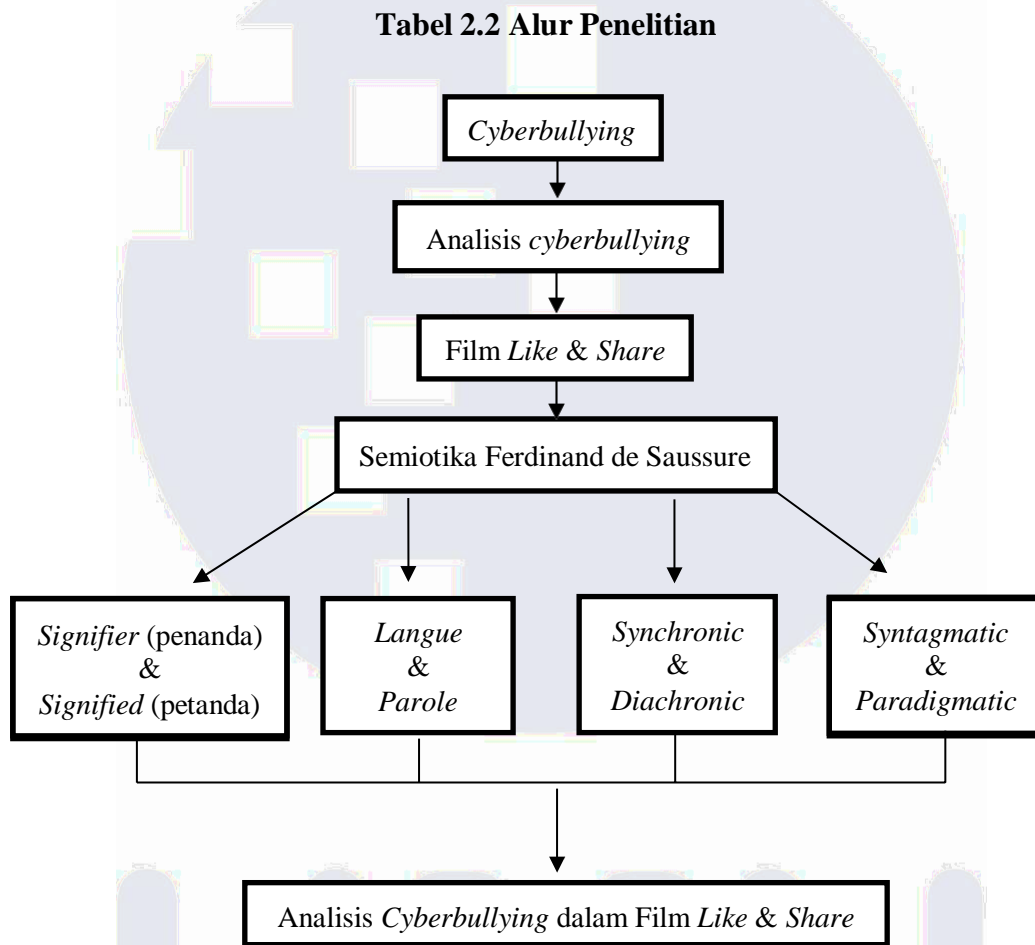 Tabel 2.2 Alur Penelitian
Cyberbullying
Analisis cyberbullying
Film Like & Share
Semiotika Ferdinand de Saussure
Signifier (penanda)
&
Signified (petanda)
Langue
&
Parole
Synchronic
&
Diachronic
Syntagmatic
&
Paradigmatic
Analisis Cyberbullying dalam Film Like & Share